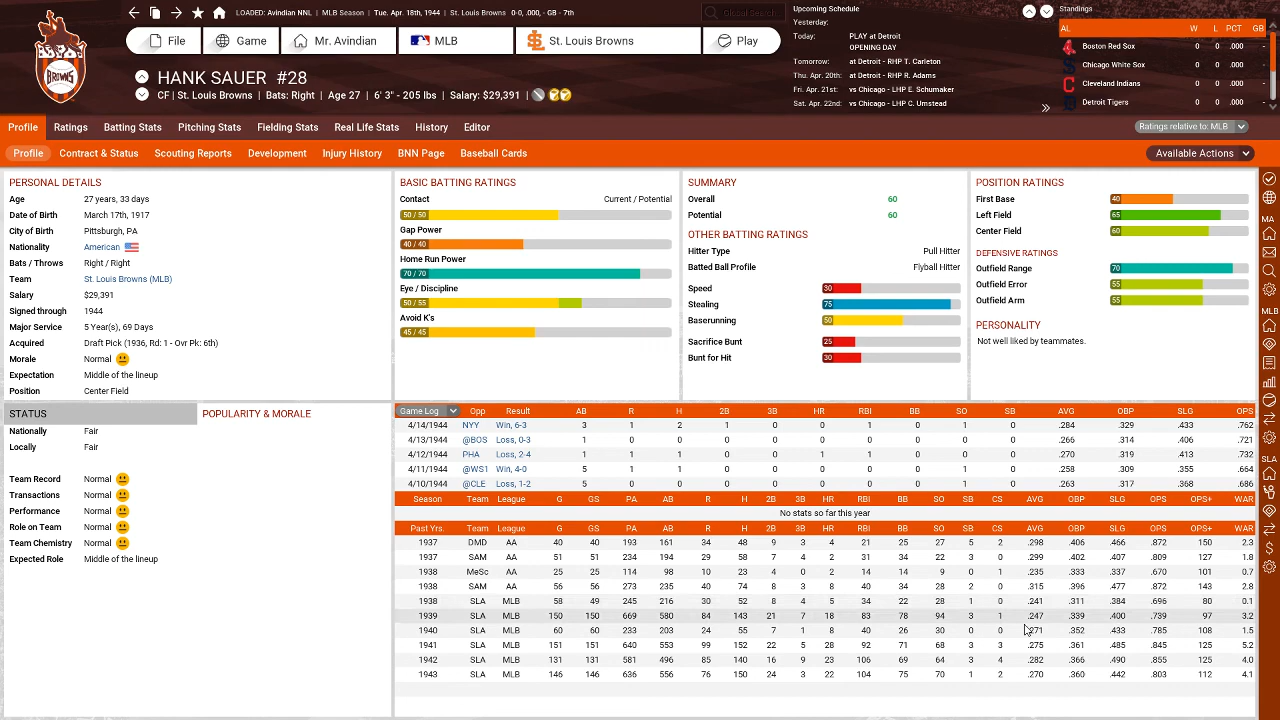 LOADED: Avindian NNL | MLB Season | Tue. Apr. 18th, 1944 | St. Louis Browns 0-0, .000, - GB - 7th
Global Search
File Game Mr. Avindian MLB St. Louis Browns Play
BROWNS
HANK SAUER #28
CF | St. Louis Browns | Bats: Right | Age 27 | 6' 3" - 205 lbs | Salary: $29,391
Upcoming Schedule
Yesterday:
Today: PLAY at Detroit
OPENING DAY
Tomorrow: at Detroit - RHP T. Carleton
Thu. Apr. 20th: at Detroit - RHP R. Adams
Fri. Apr. 21st: vs Chicago - LHP E. Schumaker
Sat. Apr. 22nd: vs Chicago - LHP C. Umstead
Standings
AL W L PCT GB
Boston Red Sox 0 0 .000
Chicago White Sox 0 0 .000
Cleveland Indians 0 0 .000
Detroit Tigers 0 0 .000
Profile Ratings Batting Stats Pitching Stats Fielding Stats Real Life Stats History Editor
Ratings relative to: MLB
Profile Contract & Status Scouting Reports Development Injury History BNN Page Baseball Cards
Available Actions
PERSONAL DETAILS
Age 27 years, 33 days
Date of Birth March 17th, 1917
City of Birth Pittsburgh, PA
Nationality American
Bats / Throws Right / Right
Team St. Louis Browns (MLB)
Salary $29,391
Signed through 1944
Major Service 5 Year(s), 69 Days
Acquired Draft Pick (1936, Rd: 1 - Ovr Pk: 6th)
Morale Normal
Expectation Middle of the lineup
Position Center Field
BASIC BATTING RATINGS
Contact Current / Potential
50 / 50
Gap Power
40 / 40
Home Run Power
70 / 70
Eye / Discipline
50 / 55
Avoid K's
45 / 45
SUMMARY
Overall 60
Potential 60
OTHER BATTING RATINGS
Hitter Type Pull Hitter
Batted Ball Profile Flyball Hitter
Speed 30
Stealing 75
Baserunning 50
Sacrifice Bunt 25
Bunt for Hit 30
POSITION RATINGS
First Base 40
Left Field 65
Center Field 60
DEFENSIVE RATINGS
Outfield Range 70
Outfield Error 55
Outfield Arm 55
PERSONALITY
Not well liked by teammates.
MA
MLB
SLA
STATUS
Nationally Fair
Locally Fair
POPULARITY & MORALE
Team Record Normal
Transactions Normal
Performance Normal
Role on Team Normal
Team Chemistry Normal
Expected Role Middle of the lineup
Game Log Opp Result AB R H 2B 3B HR RBI BB SO SB AVG OBP SLG OPS
4/14/1944 NYY Win, 6-3 3 1 2 1 0 0 1 0 1 0 .284 .329 .433 .762
4/13/1944 @BOS Loss, 0-3 1 0 0 0 0 0 0 0 0 0 .266 .314 .406 .721
4/12/1944 PHA Loss, 2-4 1 1 1 0 0 1 1 0 0 0 .270 .319 .413 .732
4/11/1944 @WS1 Win, 4-0 5 1 1 0 0 0 0 0 1 0 .258 .309 .355 .664
4/10/1944 @CLE Loss, 1-2 5 0 0 0 0 0 0 0 0 0 .263 .317 .368 .686
Season Team League G GS PA AB R H 2B 3B HR RBI BB SO SB CS AVG OBP SLG OPS OPS+ WAR
No stats so far this year
Past Yrs. Team League G GS PA AB R H 2B 3B HR RBI BB SO SB CS AVG OBP SLG OPS OPS+ WAR
1937 DMD AA 40 40 193 161 34 48 9 3 4 21 25 27 5 2 .298 .406 .466 .872 150 2.3
1937 SAM AA 51 51 234 194 29 58 7 4 2 31 34 22 3 0 .299 .402 .407 .809 127 1.8
1938 MeSc AA 25 25 114 98 10 23 4 0 2 14 14 9 0 1 .235 .333 .337 .670 101 0.7
1938 SAM AA 56 56 273 235 40 74 8 3 8 40 34 28 2 0 .315 .396 .477 .872 143 2.8
1938 SLA MLB 58 49 245 216 30 52 8 4 5 34 22 28 1 0 .241 .311 .384 .696 80 0.1
1939 SLA MLB 150 150 669 580 84 143 21 7 18 83 78 94 3 1 .247 .339 .400 .739 97 3.2
1940 SLA MLB 60 60 233 203 24 55 7 1 8 40 26 30 0 0 .271 .352 .433 .785 108 1.5
1941 SLA MLB 151 151 640 553 99 152 22 5 28 92 71 68 3 3 .275 .361 .485 .845 125 5.2
1942 SLA MLB 131 131 581 496 85 140 16 9 23 106 69 64 3 4 .282 .366 .490 .855 125 4.0
1943 SLA MLB 146 146 636 556 76 150 24 3 22 104 75 70 1 2 .270 .360 .442 .803 112 4.1